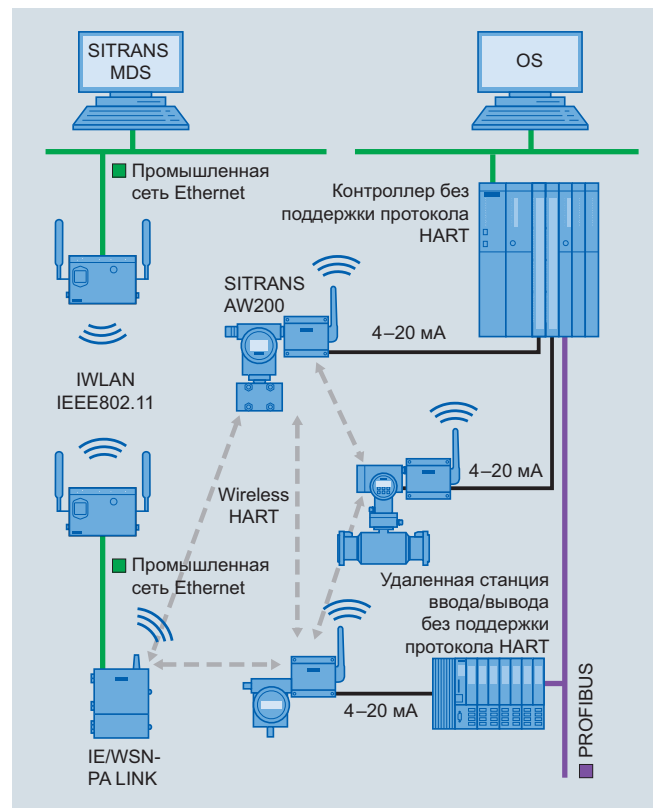 SITRANS
MDS
OS
Промышленная
сеть Ethernet
Контроллер без
поддержки протокола
HART
SITRANS
AW200
4–20 мА
IWLAN
IEEE802.11
4–20 мА
Wireless
HART
Промышленная
сеть Ethernet
Удаленная станция
ввода/вывода
без поддержки
протокола HART
4–20 мА
PROFIBUS
IE/WSN-
PA LINK